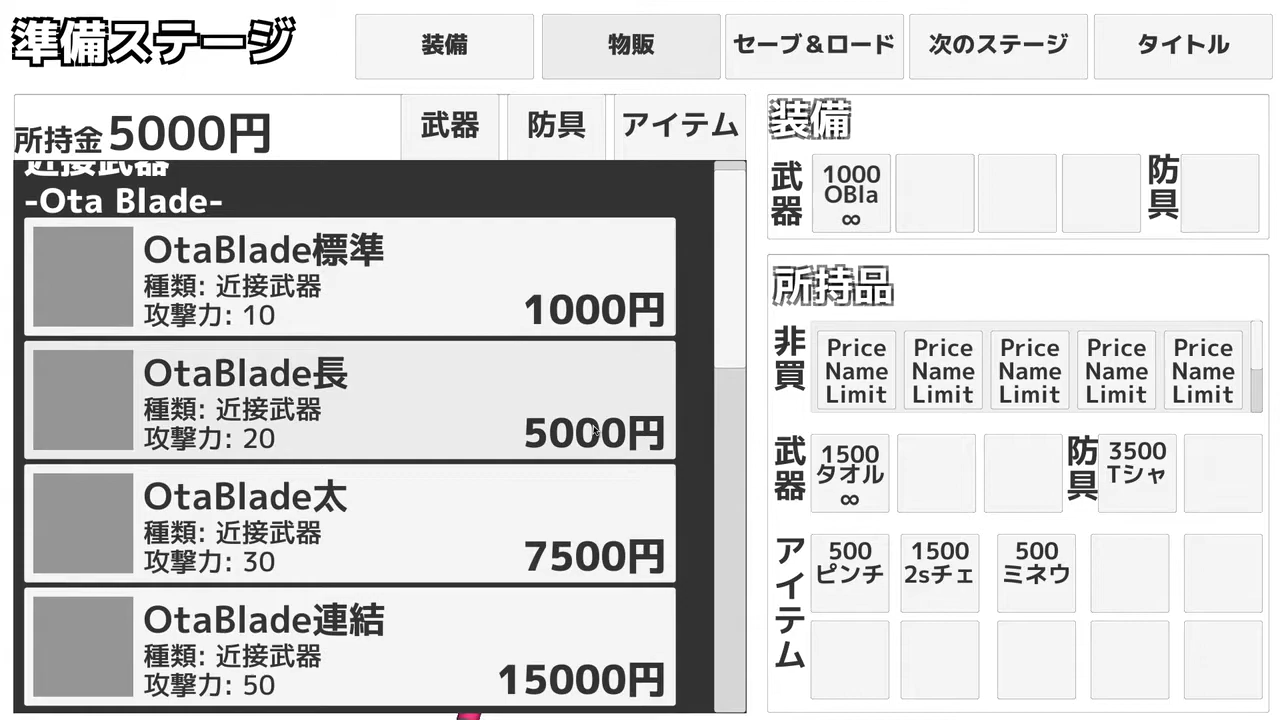 準備ステージ
装備
物販
セーブ＆ロード
次のステージ
タイトル
所持金5000円
武器
防具
アイテム
近接武器
-Ota Blade-
OtaBlade標準
種類: 近接武器
攻撃力: 10
1000円
OtaBlade長
種類: 近接武器
攻撃力: 20
5000円
OtaBlade太
種類: 近接武器
攻撃力: 30
7500円
OtaBlade連結
種類: 近接武器
攻撃力: 50
15000円
装備
武器
1000
OBla
∞
防具
所持品
非買
Price
Name
Limit
Price
Name
Limit
Price
Name
Limit
Price
Name
Limit
Price
Name
Limit
武器
1500
タオル
∞
防具
3500
Tシャ
アイテム
500
ピンチ
1500
2sチェ
500
ミネウ